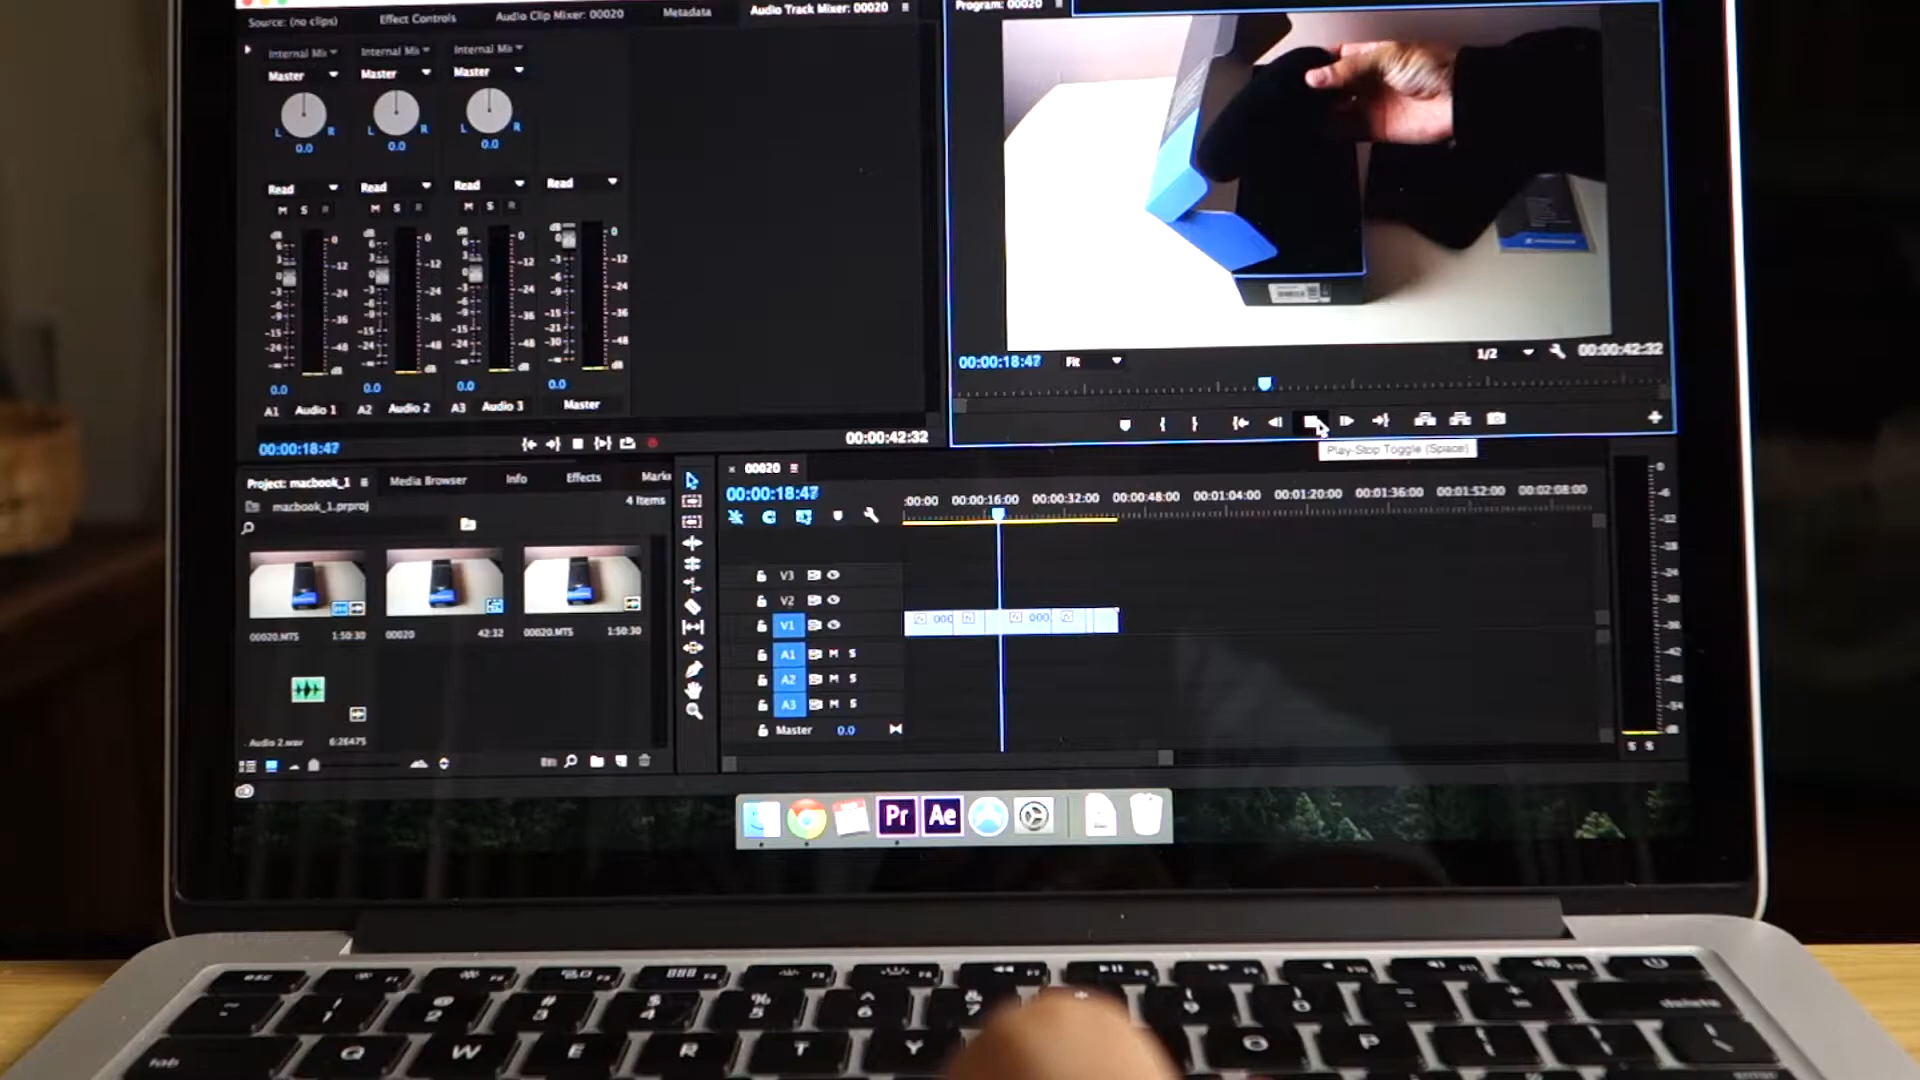 Source: (no clips) Effect Controls Audio Clip Mixer: 00020 Metadata Audio Track Mixer: 00020
Program: 00020
Master Master Master
L R L R L R
0.0 0.0 0.0
Read Read Read Read
M S R M S R M S R
0.0 0.0 0.0 0.0
A1 Audio 1 A2 Audio 2 A3 Audio 3 Master
00:00:18:47 00:00:42:32
00:00:18:47 Fit 1/2 00:00:42:32
Play-Stop Toggle (Space)
Project: macbook_1 Media Browser Info Effects
macbook_1.prproj 4 Items
00020.MTS 1:50:30 00020 42:32 00020.MTS 1:50:30
Audio 2.wav 6:26475
00020
00:00:18:47
:00:00 00:00:16:00 00:00:32:00 00:00:48:00 00:01:04:00 00:01:20:00 00:01:36:00 00:01:52:00 00:02:08:00
V3
V2
V1
A1 M S
A2 M S
A3 M S
Master 0.0
S S
Pr Ae
esc
delete
tab Q W E R T Y O P